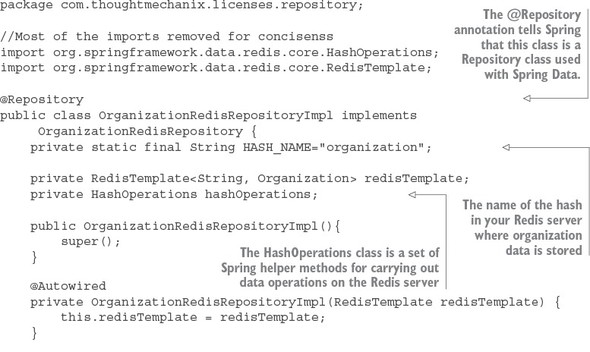 package com.thoughtmechanix.licenses.repository;
//Most of the imports removed for concisenss
import org.springframework.data.redis.core.HashOperations;
import org.springframework.data.redis.core.RedisTemplate;
The @Repository
annotation tells Spring
that this class is a
Repository class used
with Spring Data.
@Repository
public class OrganizationRedisRepositoryImpl implements
OrganizationRedisRepository {
private static final String HASH_NAME="organization";
private RedisTemplate<String, Organization> redisTemplate;
private HashOperations hashOperations;
The name of the hash
in your Redis server
where organization
data is stored
public OrganizationRedisRepositoryImpl(){
super();
}
The HashOperations class is a set of
Spring helper methods for carrying out
data operations on the Redis server
@Autowired
private OrganizationRedisRepositoryImpl(RedisTemplate redisTemplate) {
this.redisTemplate = redisTemplate;
}